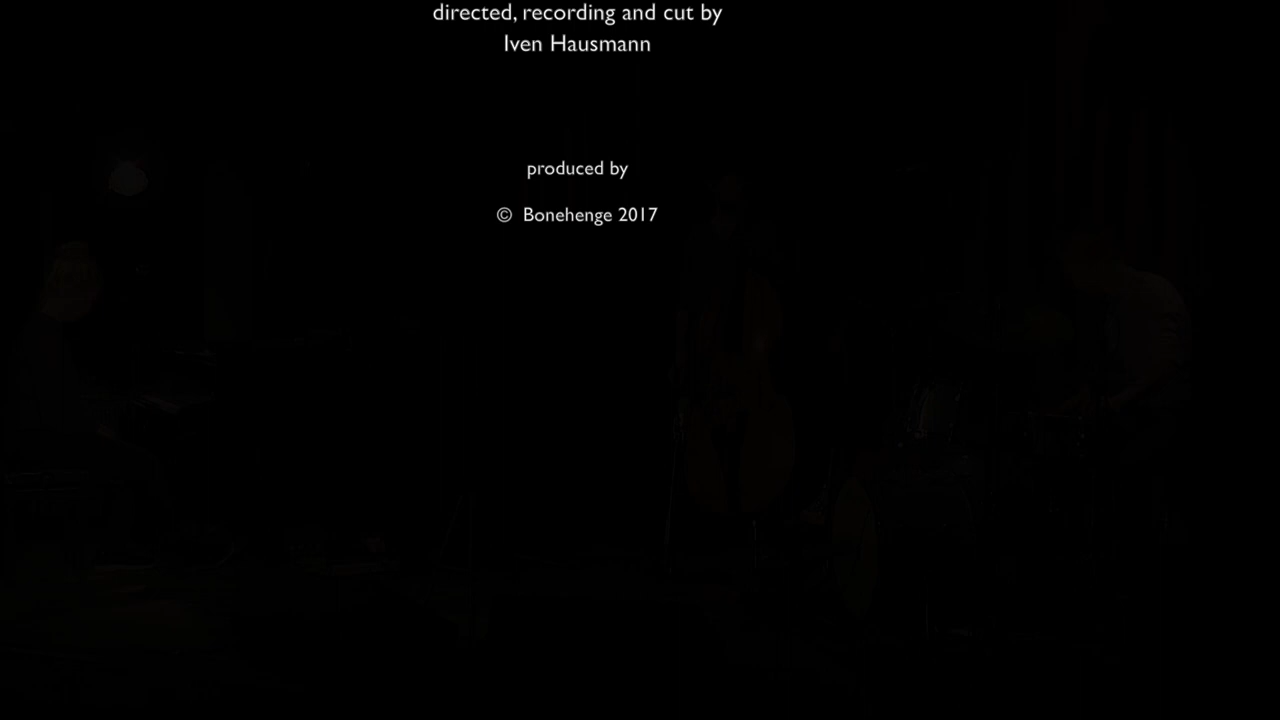 directed, recording and cut by
Iven Hausmann
produced by
© Bonehenge 2017